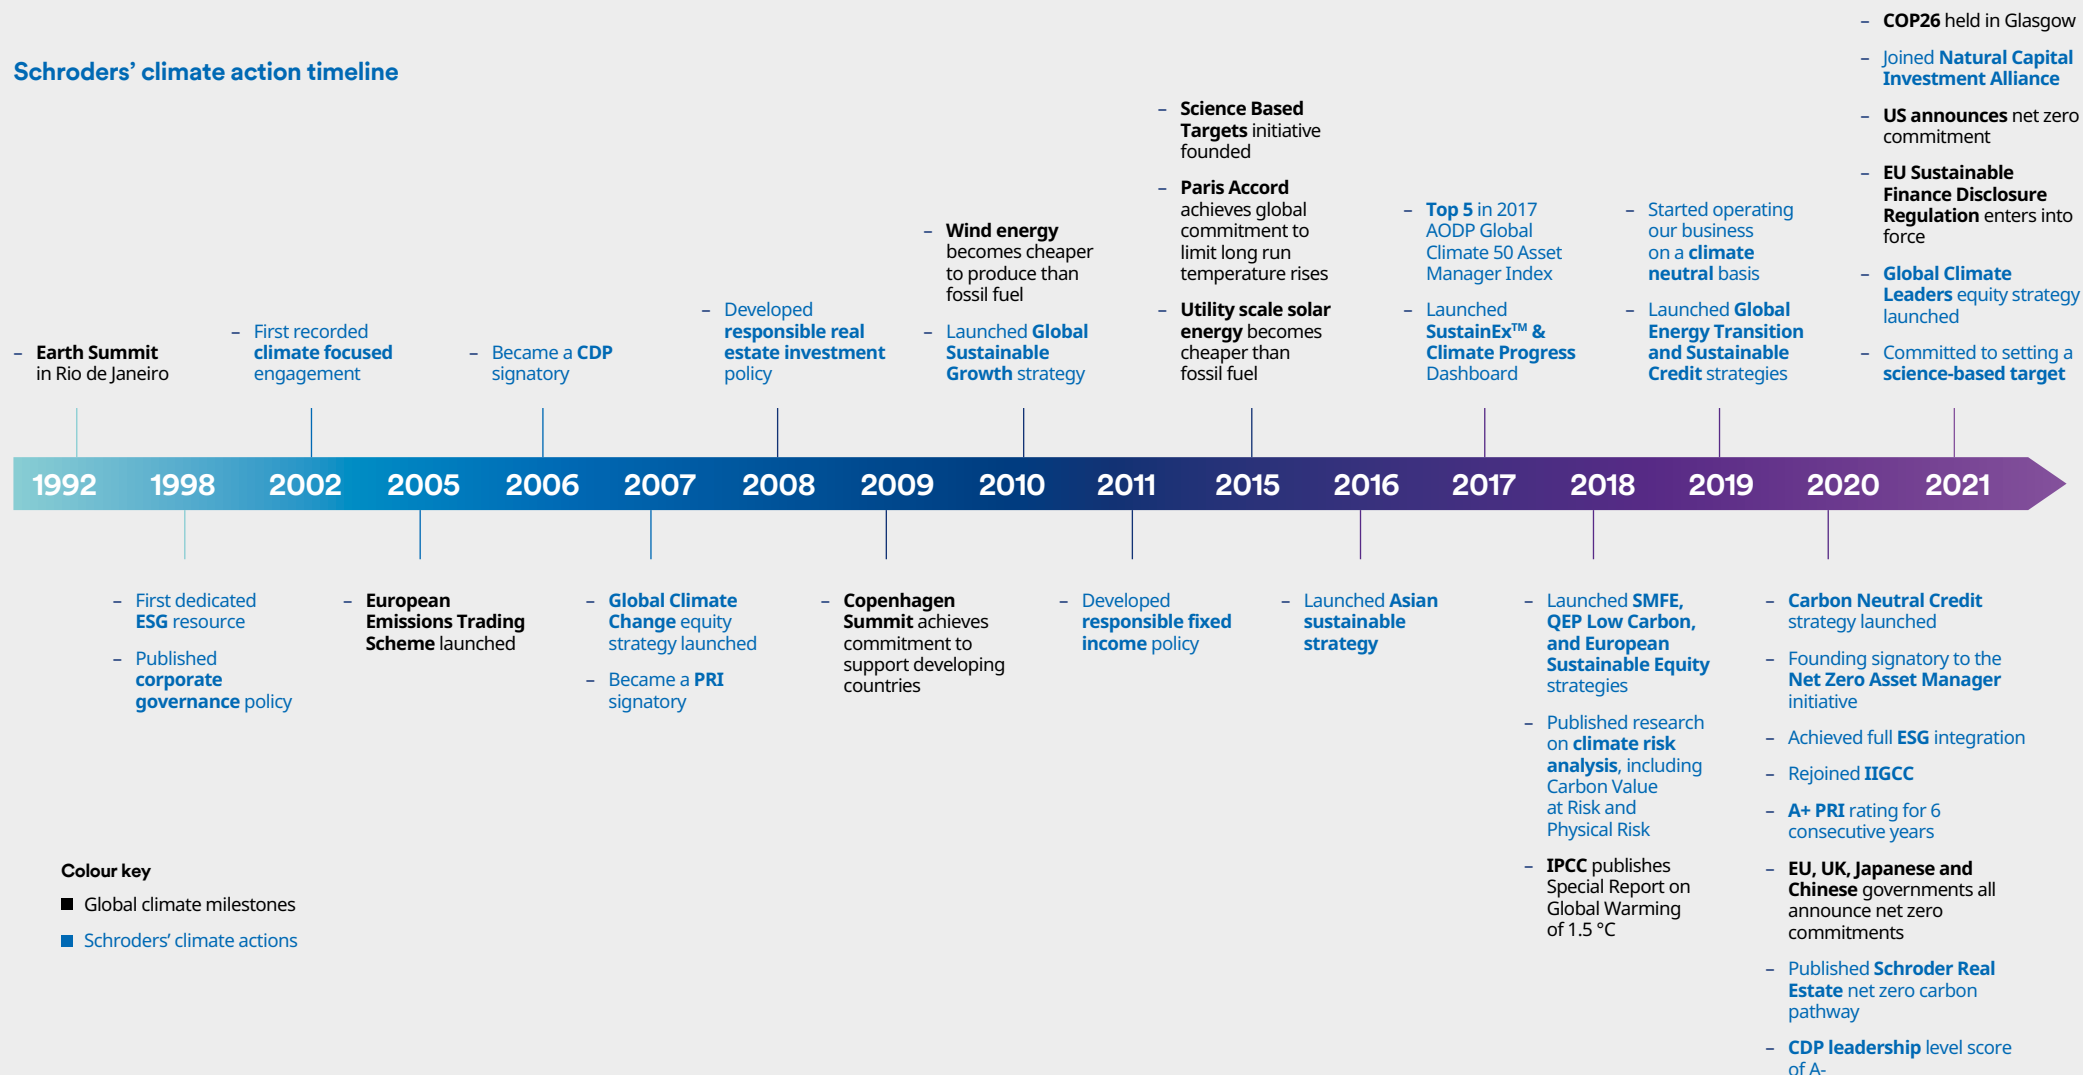 Schroders’ climate action timeline
– Earth Summit
in Rio de Janeiro
– First recorded
climate focused
engagement
– Became a CDP
signatory
– Developed
responsible real
estate investment
policy
– Wind energy
becomes cheaper
to produce than
fossil fuel
– Launched Global
Sustainable
Growth strategy
– Science Based
Targets initiative
founded
– Paris Accord
achieves global
commitment to
limit long run
temperature rises
– Utility scale solar
energy becomes
cheaper than
fossil fuel
– Top 5 in 2017
AODP Global
Climate 50 Asset
Manager Index
– Launched
SustainEx™ &
Climate Progress
Dashboard
– Started operating
our business
on a climate
neutral basis
– Launched Global
Energy Transition
and Sustainable
Credit strategies
– COP26 held in Glasgow
– Joined Natural Capital
Investment Alliance
– US announces net zero
commitment
– EU Sustainable
Finance Disclosure
Regulation enters into
force
– Global Climate
Leaders equity strategy
launched
– Committed to setting a
science-based target
1992 1998 2002 2005 2006 2007 2008 2009 2010 2011 2015 2016 2017 2018 2019 2020 2021
– First dedicated
ESG resource
– Published
corporate
governance policy
– European
Emissions Trading
Scheme launched
– Global Climate
Change equity
strategy launched
– Became a PRI
signatory
– Copenhagen
Summit achieves
commitment to
support developing
countries
– Developed
responsible fixed
income policy
– Launched Asian
sustainable
strategy
– Launched SMFE,
QEP Low Carbon,
and European
Sustainable Equity
strategies
– Published research
on climate risk
analysis, including
Carbon Value
at Risk and
Physical Risk
– IPCC publishes
Special Report on
Global Warming
of 1.5 °C
– Carbon Neutral Credit
strategy launched
– Founding signatory to the
Net Zero Asset Manager
initiative
– Achieved full ESG integration
– Rejoined IIGCC
– A+ PRI rating for 6
consecutive years
– EU, UK, Japanese and
Chinese governments all
announce net zero
commitments
– Published Schroder Real
Estate net zero carbon
pathway
– CDP leadership level score
of A-
Colour key
Global climate milestones
Schroders’ climate actions